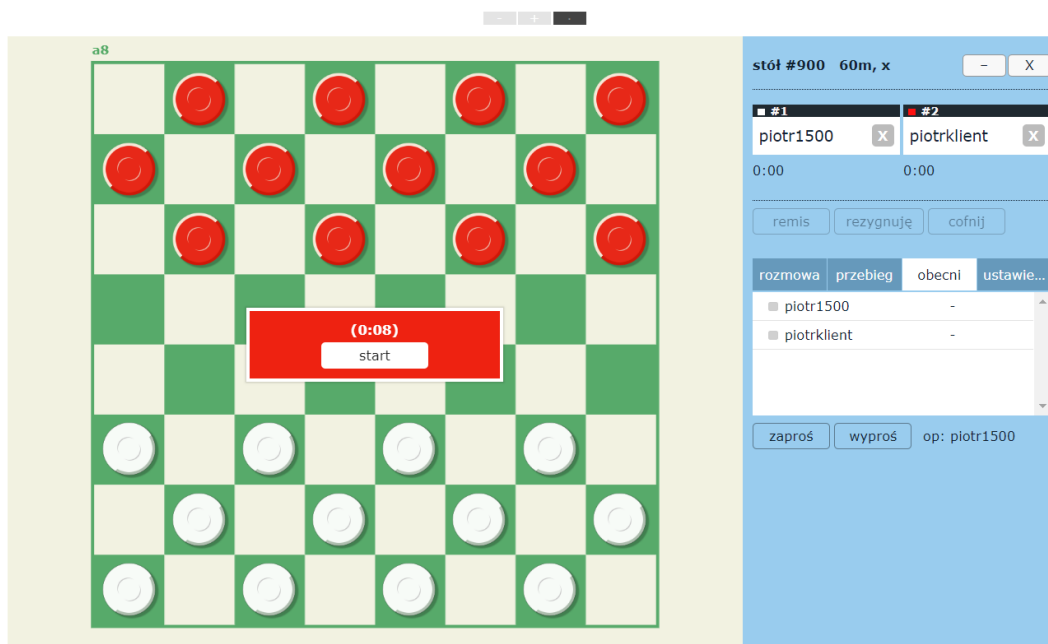 - + ·
a8
stół #900 60m, x - X
#1 #2
piotr1500 X piotrklient X
0:00 0:00
remis rezygnuję cofnij
rozmowa przebieg obecni ustawie...
piotr1500 -
piotrklient -
(0:08)
start
zaproś wyproś op: piotr1500